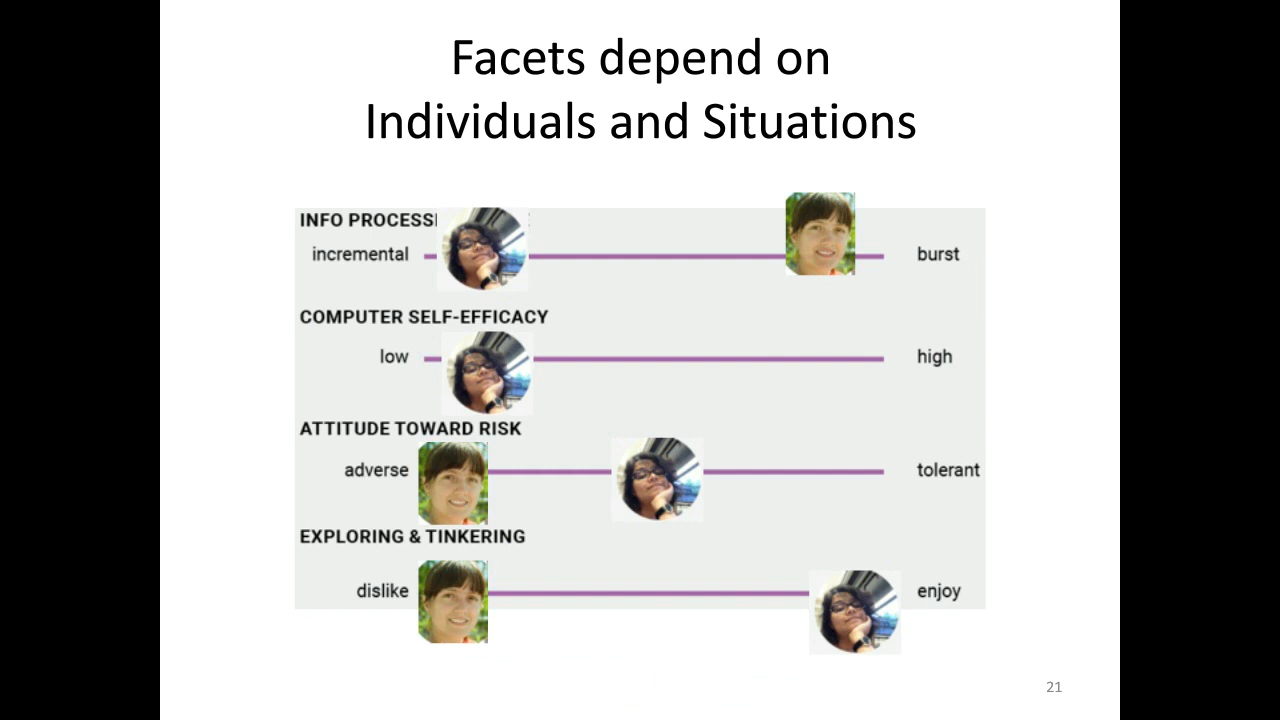 Facets depend on
Individuals and Situations
INFO PROCESSI
incremental
burst
COMPUTER SELF-EFFICACY
low
high
ATTITUDE TOWARD RISK
adverse
tolerant
EXPLORING & TINKERING
dislike
enjoy
21